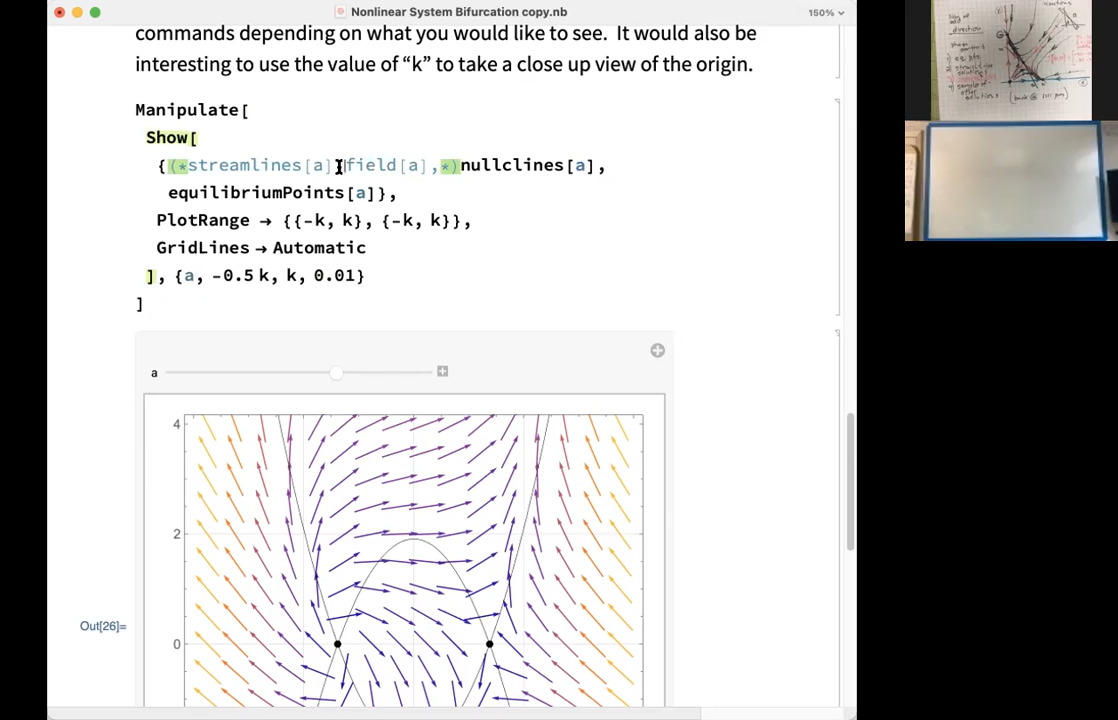 Nonlinear System Bifurcation copy.nb
150%
commands depending on what you would like to see. It would also be
interesting to use the value of “k” to take a close up view of the origin.
Manipulate[
Show[
{(*streamlines[a],field[a],*)nullclines[a],
equilibriumPoints[a]},
PlotRange → {{-k, k}, {-k, k}},
GridLines → Automatic
], {a, -0.5 k, k, 0.01}
]
a
4
2
Out[26]=
0
direction